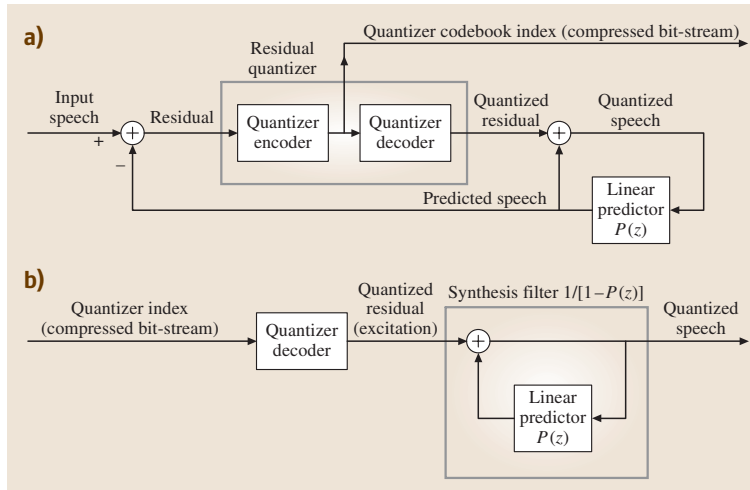 a)
Quantizer codebook index (compressed bit-stream)
Residual
quantizer
Input
speech
+
−
+
Residual
Quantizer
encoder
Quantizer
decoder
Quantized
residual
+
Quantized
speech
Predicted speech
Linear
predictor
P(z)
b)
Quantizer index
(compressed bit-stream)
Quantizer
decoder
Quantized
residual
(excitation)
Synthesis filter 1/[1–P(z)]
+
Linear
predictor
P(z)
Quantized
speech